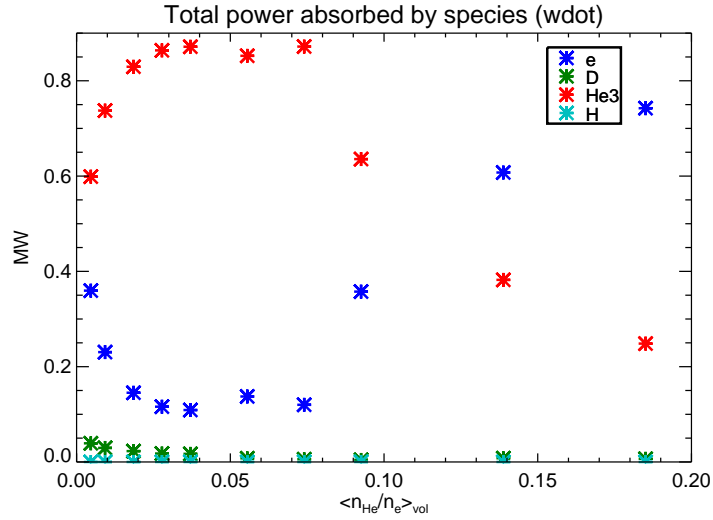 Total power absorbed by species (wdot)
e
D
He3
H
MW
0.8
0.6
0.4
0.2
0.0
0.00 0.05 0.10 0.15 0.20
<n_He/n_e>_vol